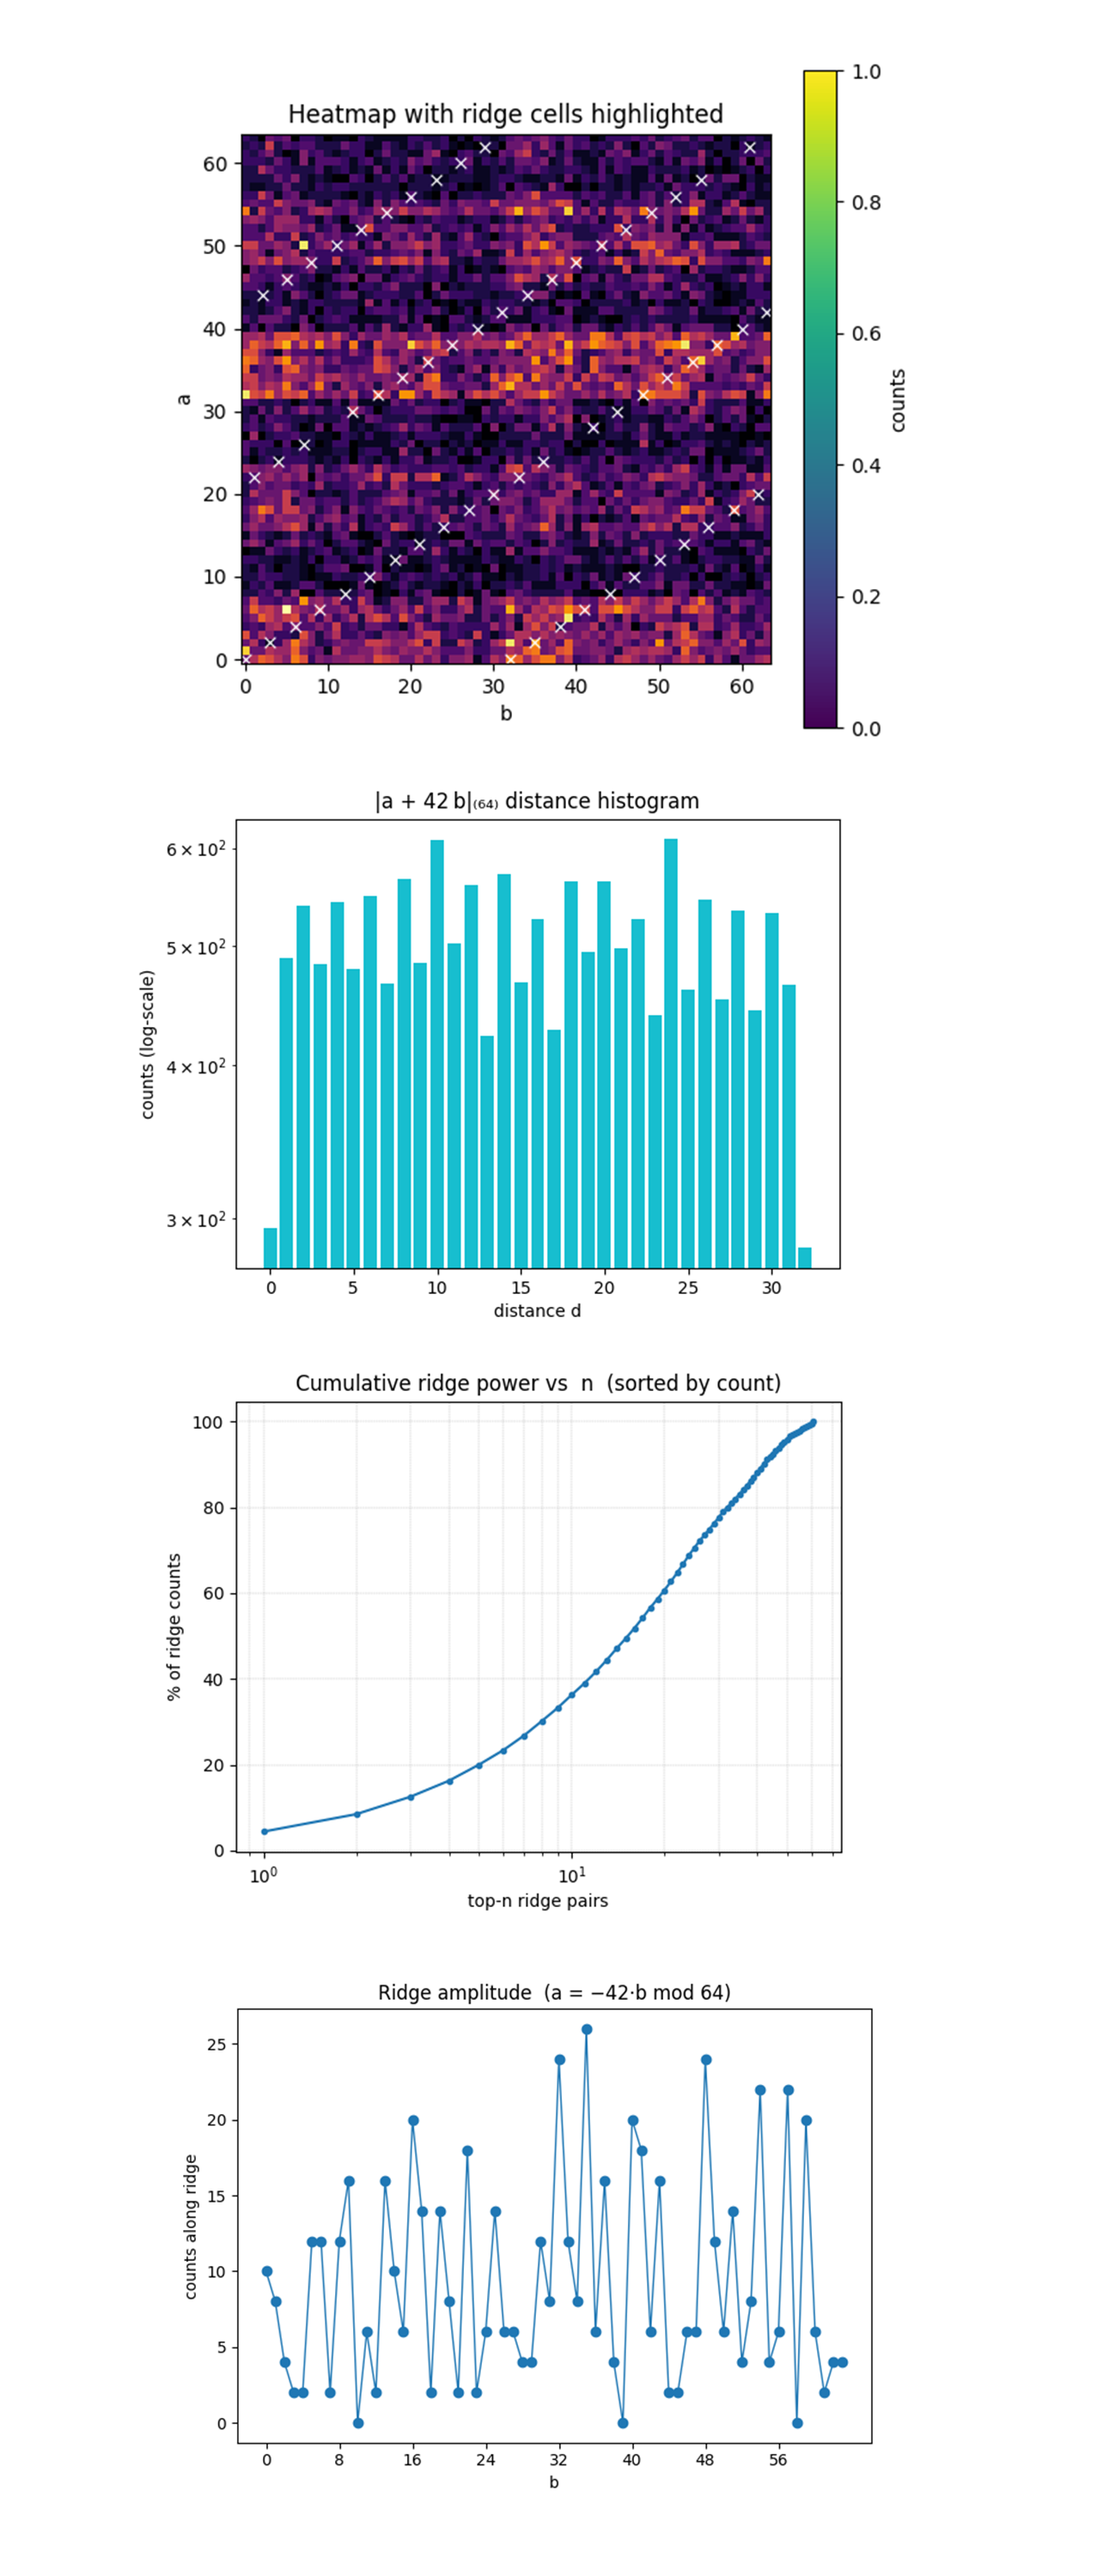 Heatmap with ridge cells highlighted
1.0
0.8
0.6
0.4
0.2
0.0
counts
60
50
40
30
20
10
0
a
0 10 20 30 40 50 60
b
|a + 42 b|₍₆₄₎ distance histogram
6 × 10²
5 × 10²
4 × 10²
3 × 10²
counts (log-scale)
0 5 10 15 20 25 30
distance d
Cumulative ridge power vs n (sorted by count)
100
80
60
40
20
0
% of ridge counts
10⁰ 10¹
top-n ridge pairs
Ridge amplitude (a = −42·b mod 64)
25
20
15
10
5
0
counts along ridge
0 8 16 24 32 40 48 56
b